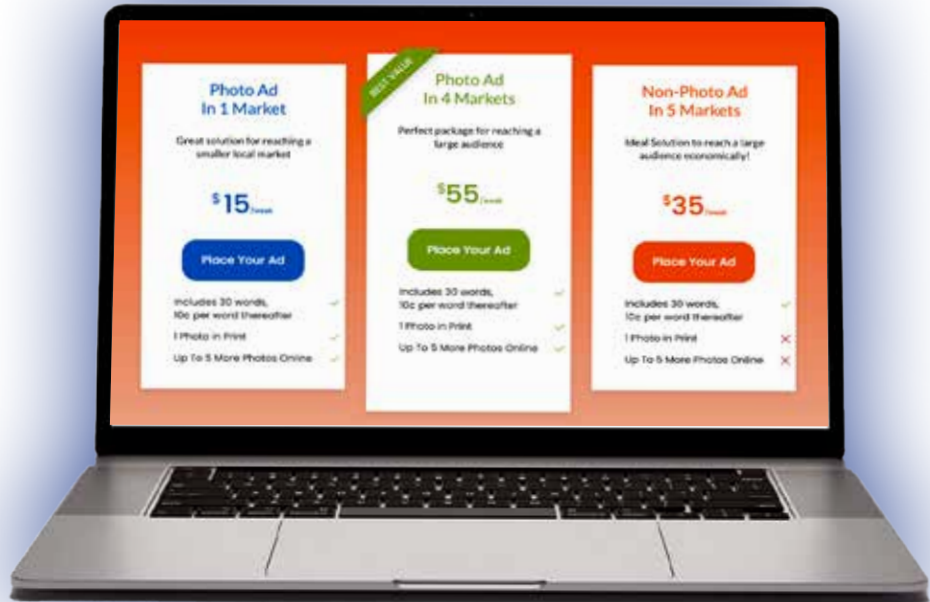 Photo Ad
In 1 Market
Great solution for reaching a
smaller local market
$15/week
Place Your Ad
Includes 30 words,
10¢ per word thereafter
1 Photo in Print
Up To 5 More Photos Online
BEST VALUE
Photo Ad
In 4 Markets
Perfect package for reaching a
large audience
$55/week
Place Your Ad
Includes 30 words,
10¢ per word thereafter
1 Photo in Print
Up To 5 More Photos Online
Non-Photo Ad
In 5 Markets
Ideal Solution to reach a large
audience economically!
$35/week
Place Your Ad
Includes 30 words,
10¢ per word thereafter
1 Photo in Print
Up To 5 More Photos Online